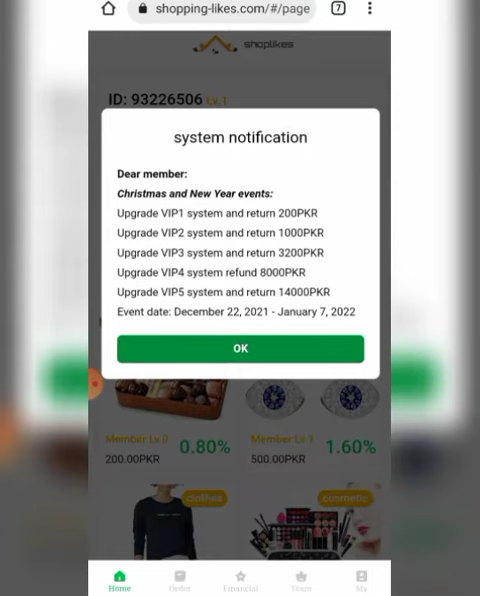 shopping-likes.com/#/page
7
shoplikes
ID: 93226506 Lv.1
system notification
Dear member:
Christmas and New Year events:
Upgrade VIP1 system and return 200PKR
Upgrade VIP2 system and return 1000PKR
Upgrade VIP3 system and return 3200PKR
Upgrade VIP4 system refund 8000PKR
Upgrade VIP5 system and return 14000PKR
Event date: December 22, 2021 - January 7, 2022
OK
Member Lv.0 0.80% Member Lv.1 1.60%
200.00PKR 500.00PKR
clothes cosmetic
Home Order Financial Team My